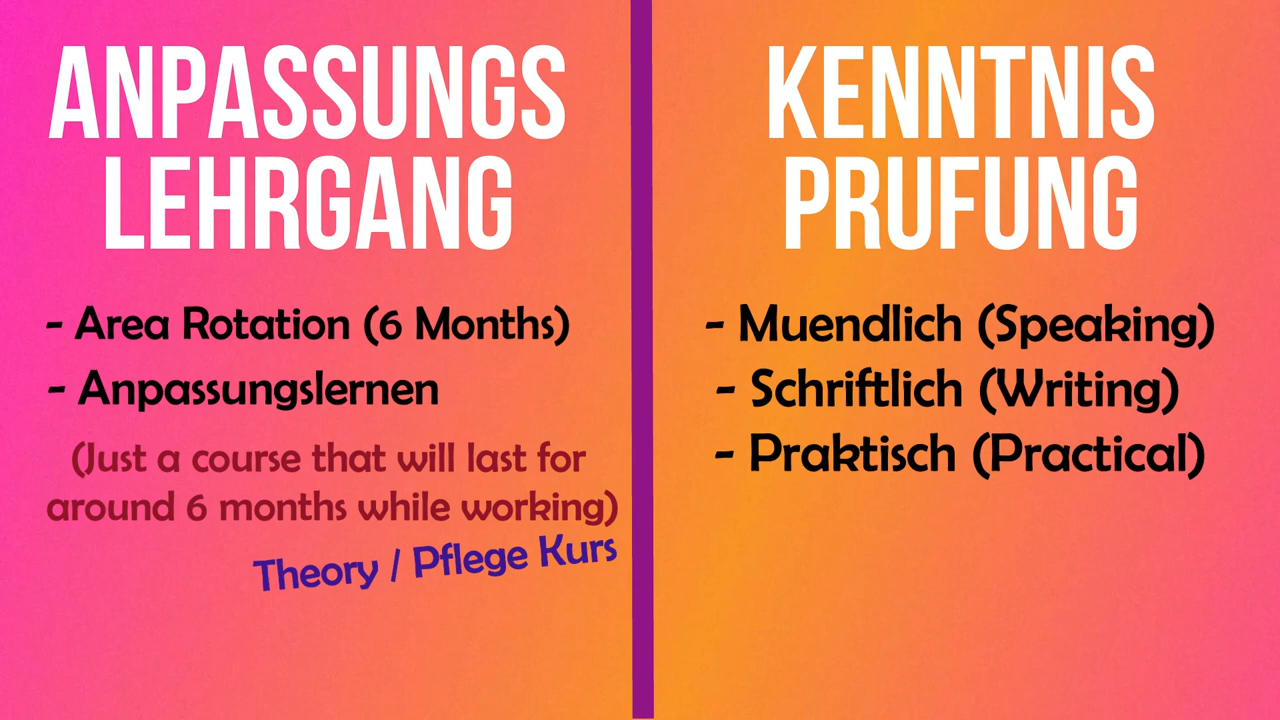 ANPASSUNGS
LEHRGANG
- Area Rotation (6 Months)
- Anpassungslernen
(Just a course that will last for
around 6 months while working)
Theory / Pflege Kurs
KENNTNIS
PRUFUNG
- Muendlich (Speaking)
- Schriftlich (Writing)
- Praktisch (Practical)